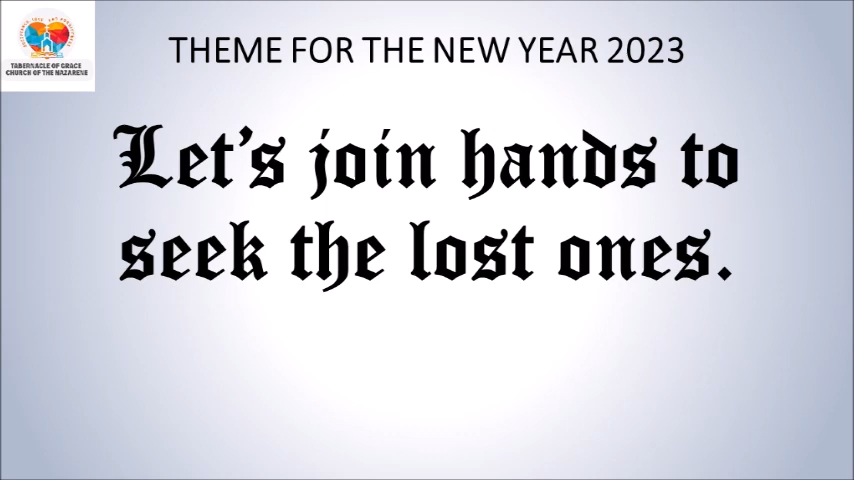 TABERNACLE OF GRACE
CHURCH OF THE NAZARENE
THEME FOR THE NEW YEAR 2023
Let's join hands to
seek the lost ones.